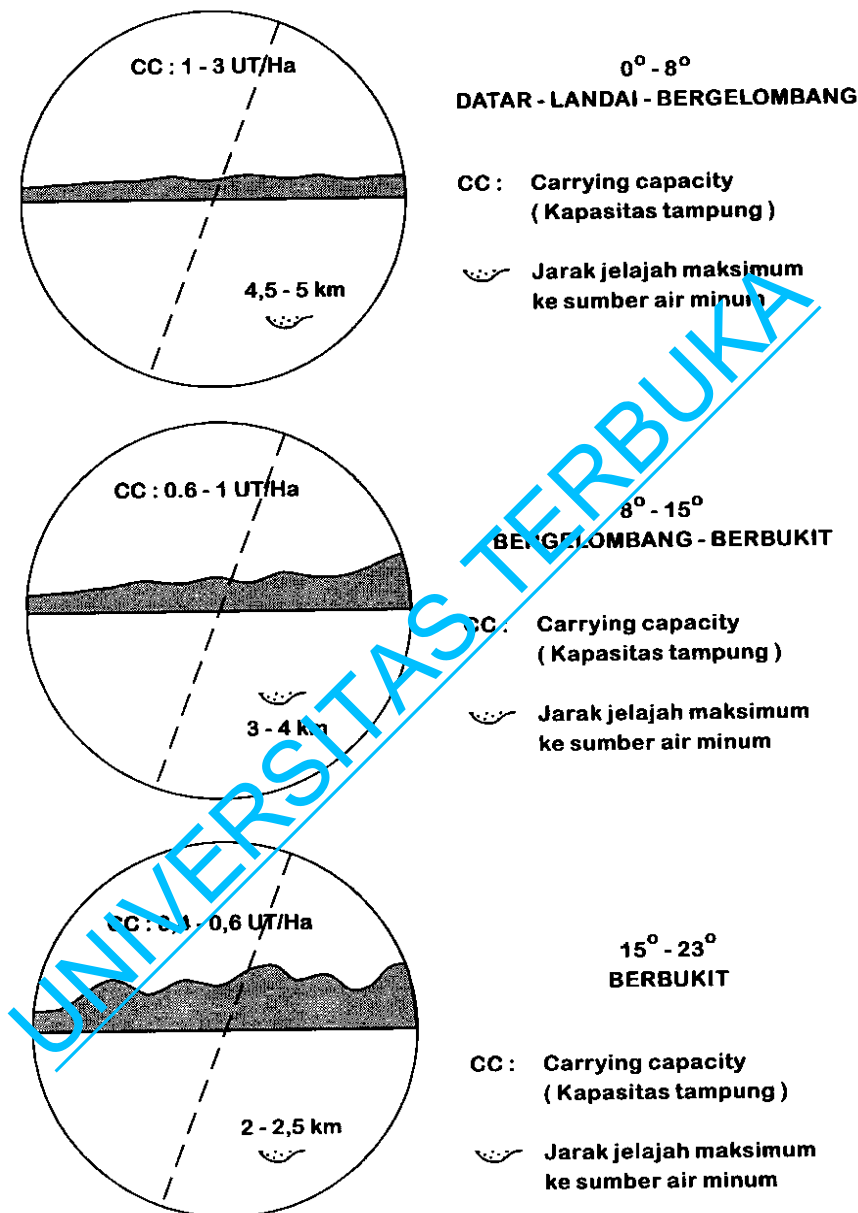 CC : 1 - 3 UT/Ha
4,5 - 5 km
0° - 8°
DATAR - LANDAI - BERGELOMBANG
CC : Carrying capacity
( Kapasitas tampung )
Jarak jelajah maksimum
ke sumber air minum
CC : 0.6 - 1 UT/Ha
3 - 4 km
8° - 15°
BERGELOMBANG - BERBUKIT
CC : Carrying capacity
( Kapasitas tampung )
Jarak jelajah maksimum
ke sumber air minum
CC : 0,4 - 0,6 UT/Ha
2 - 2,5 km
15° - 23°
BERBUKIT
CC : Carrying capacity
( Kapasitas tampung )
Jarak jelajah maksimum
ke sumber air minum
UNIVERSITAS TERBUKA